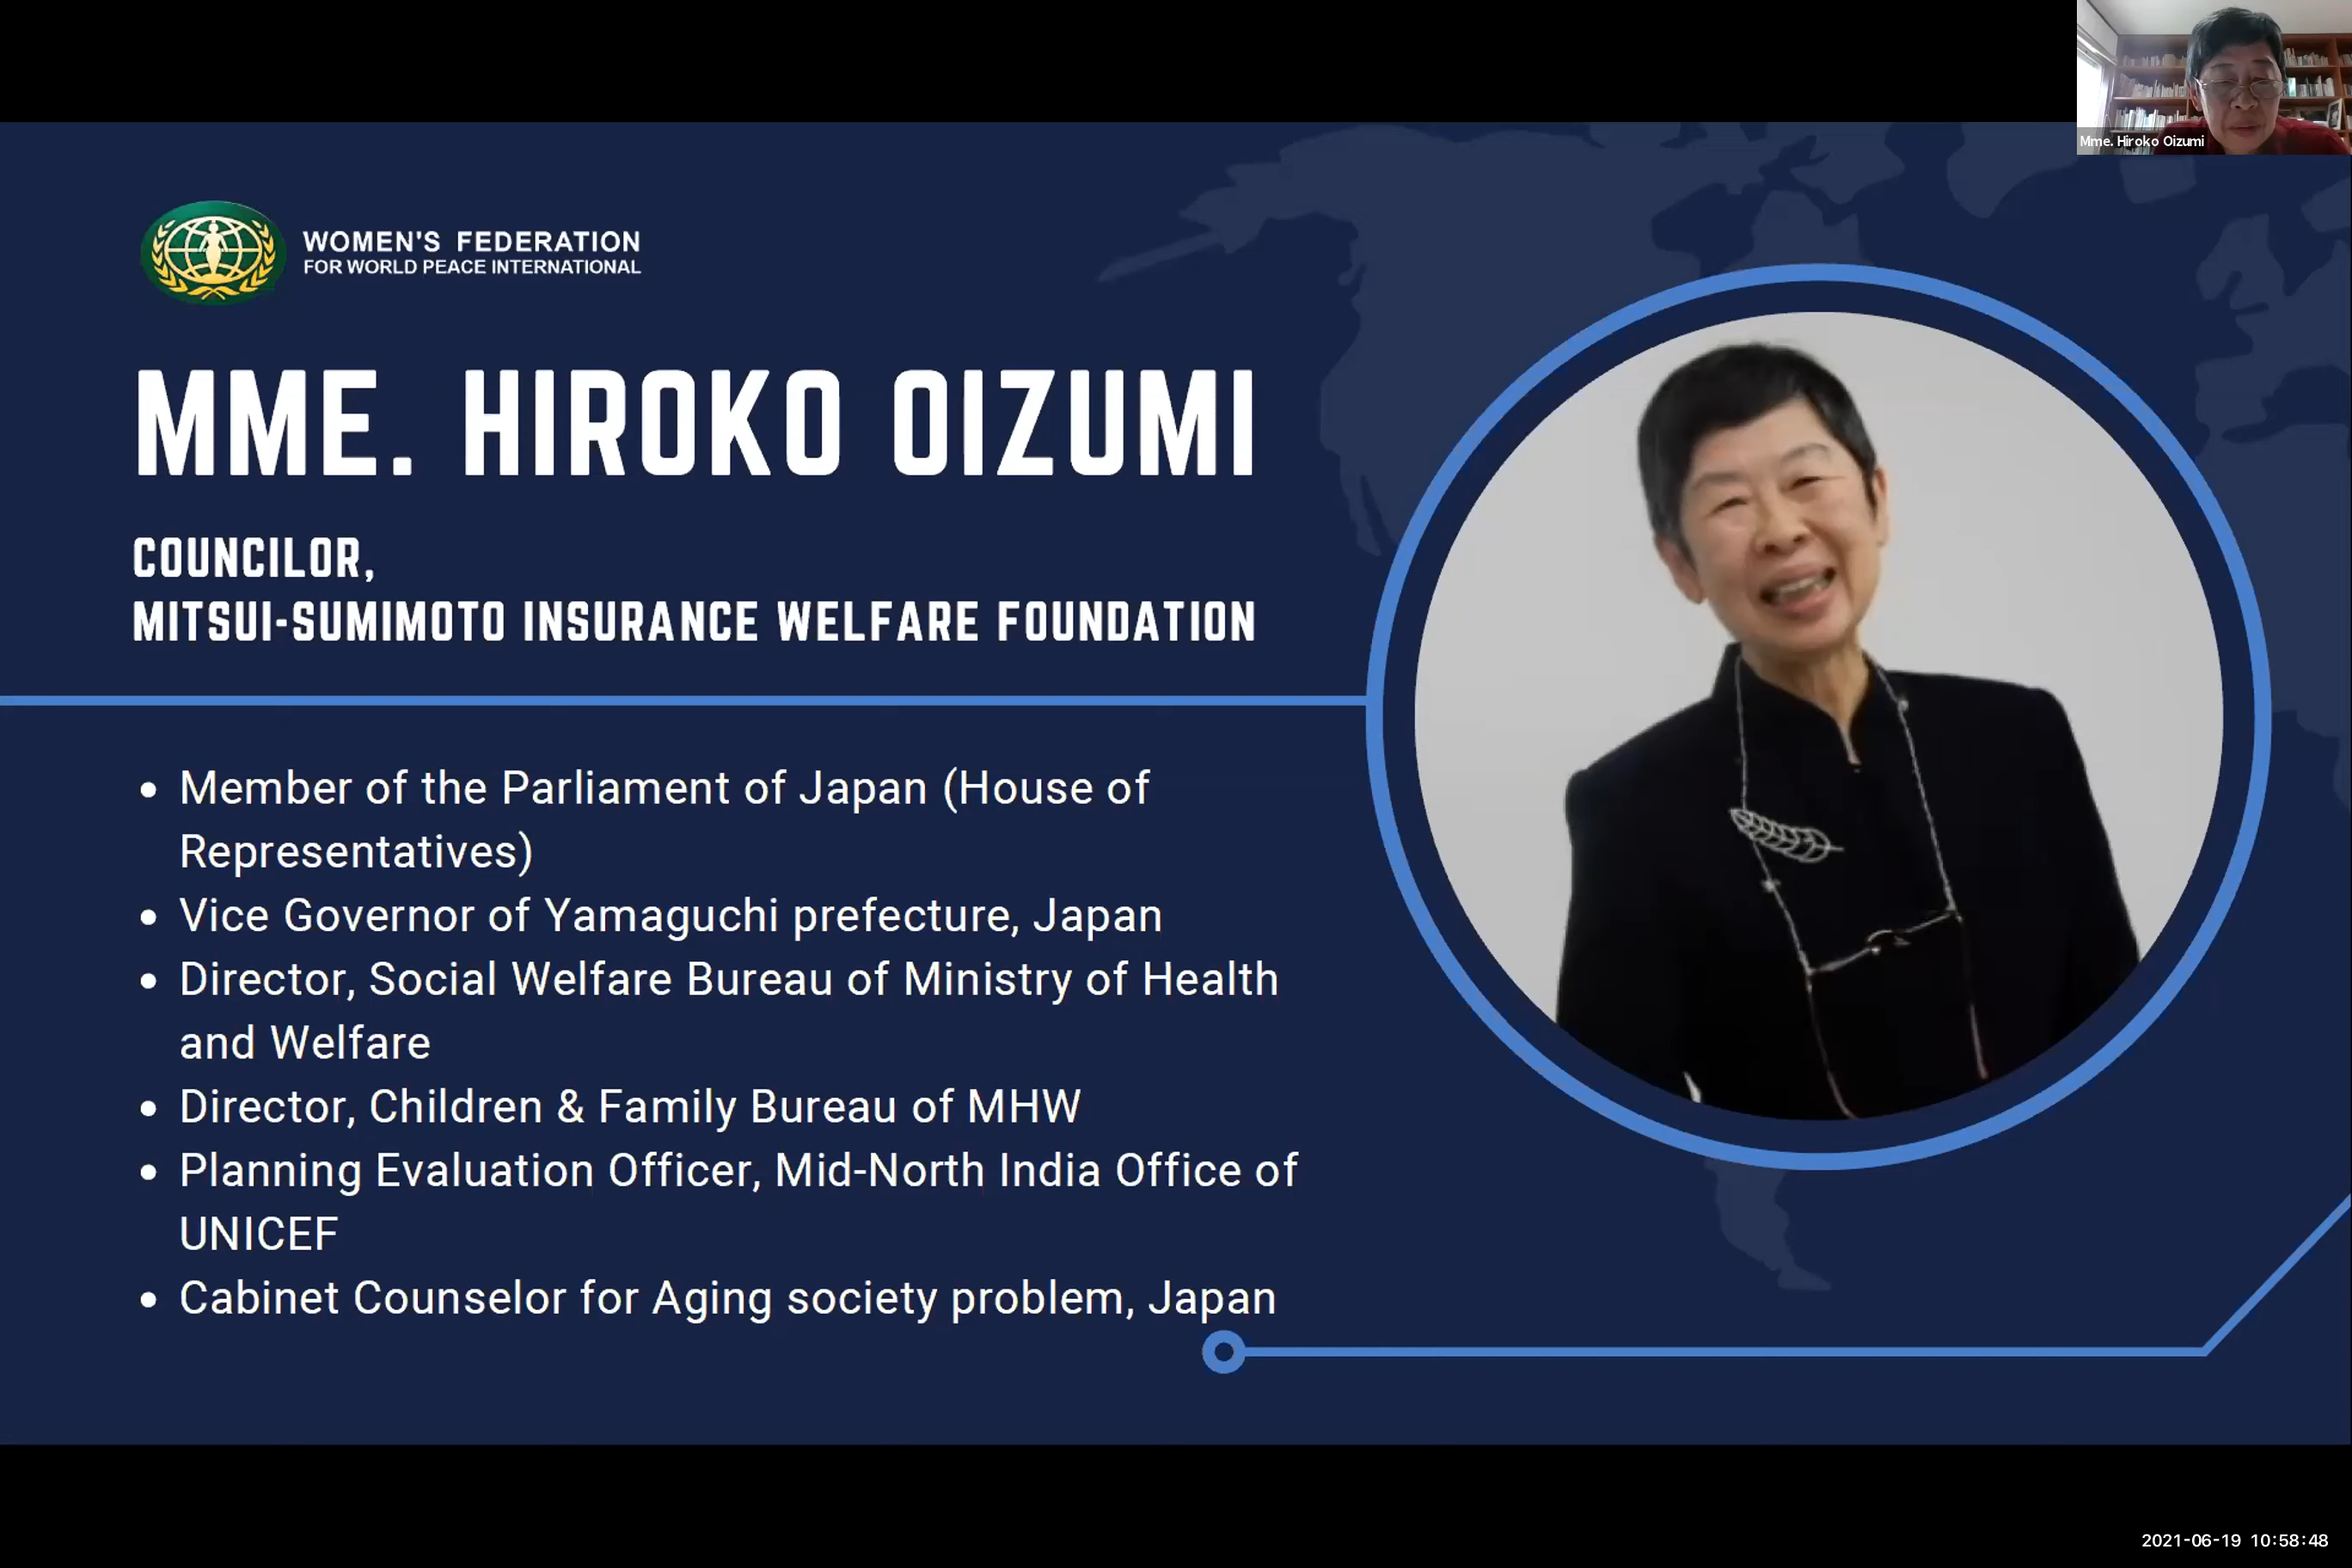 Mme. Hiroko Oizumi
WOMEN'S FEDERATION
FOR WORLD PEACE INTERNATIONAL
MME. HIROKO OIZUMI
COUNCILOR,
MITSUI-SUMIMOTO INSURANCE WELFARE FOUNDATION
• Member of the Parliament of Japan (House of
Representatives)
• Vice Governor of Yamaguchi prefecture, Japan
• Director, Social Welfare Bureau of Ministry of Health
and Welfare
• Director, Children & Family Bureau of MHW
• Planning Evaluation Officer, Mid-North India Office of
UNICEF
• Cabinet Counselor for Aging society problem, Japan
2021-06-19 10:58:48